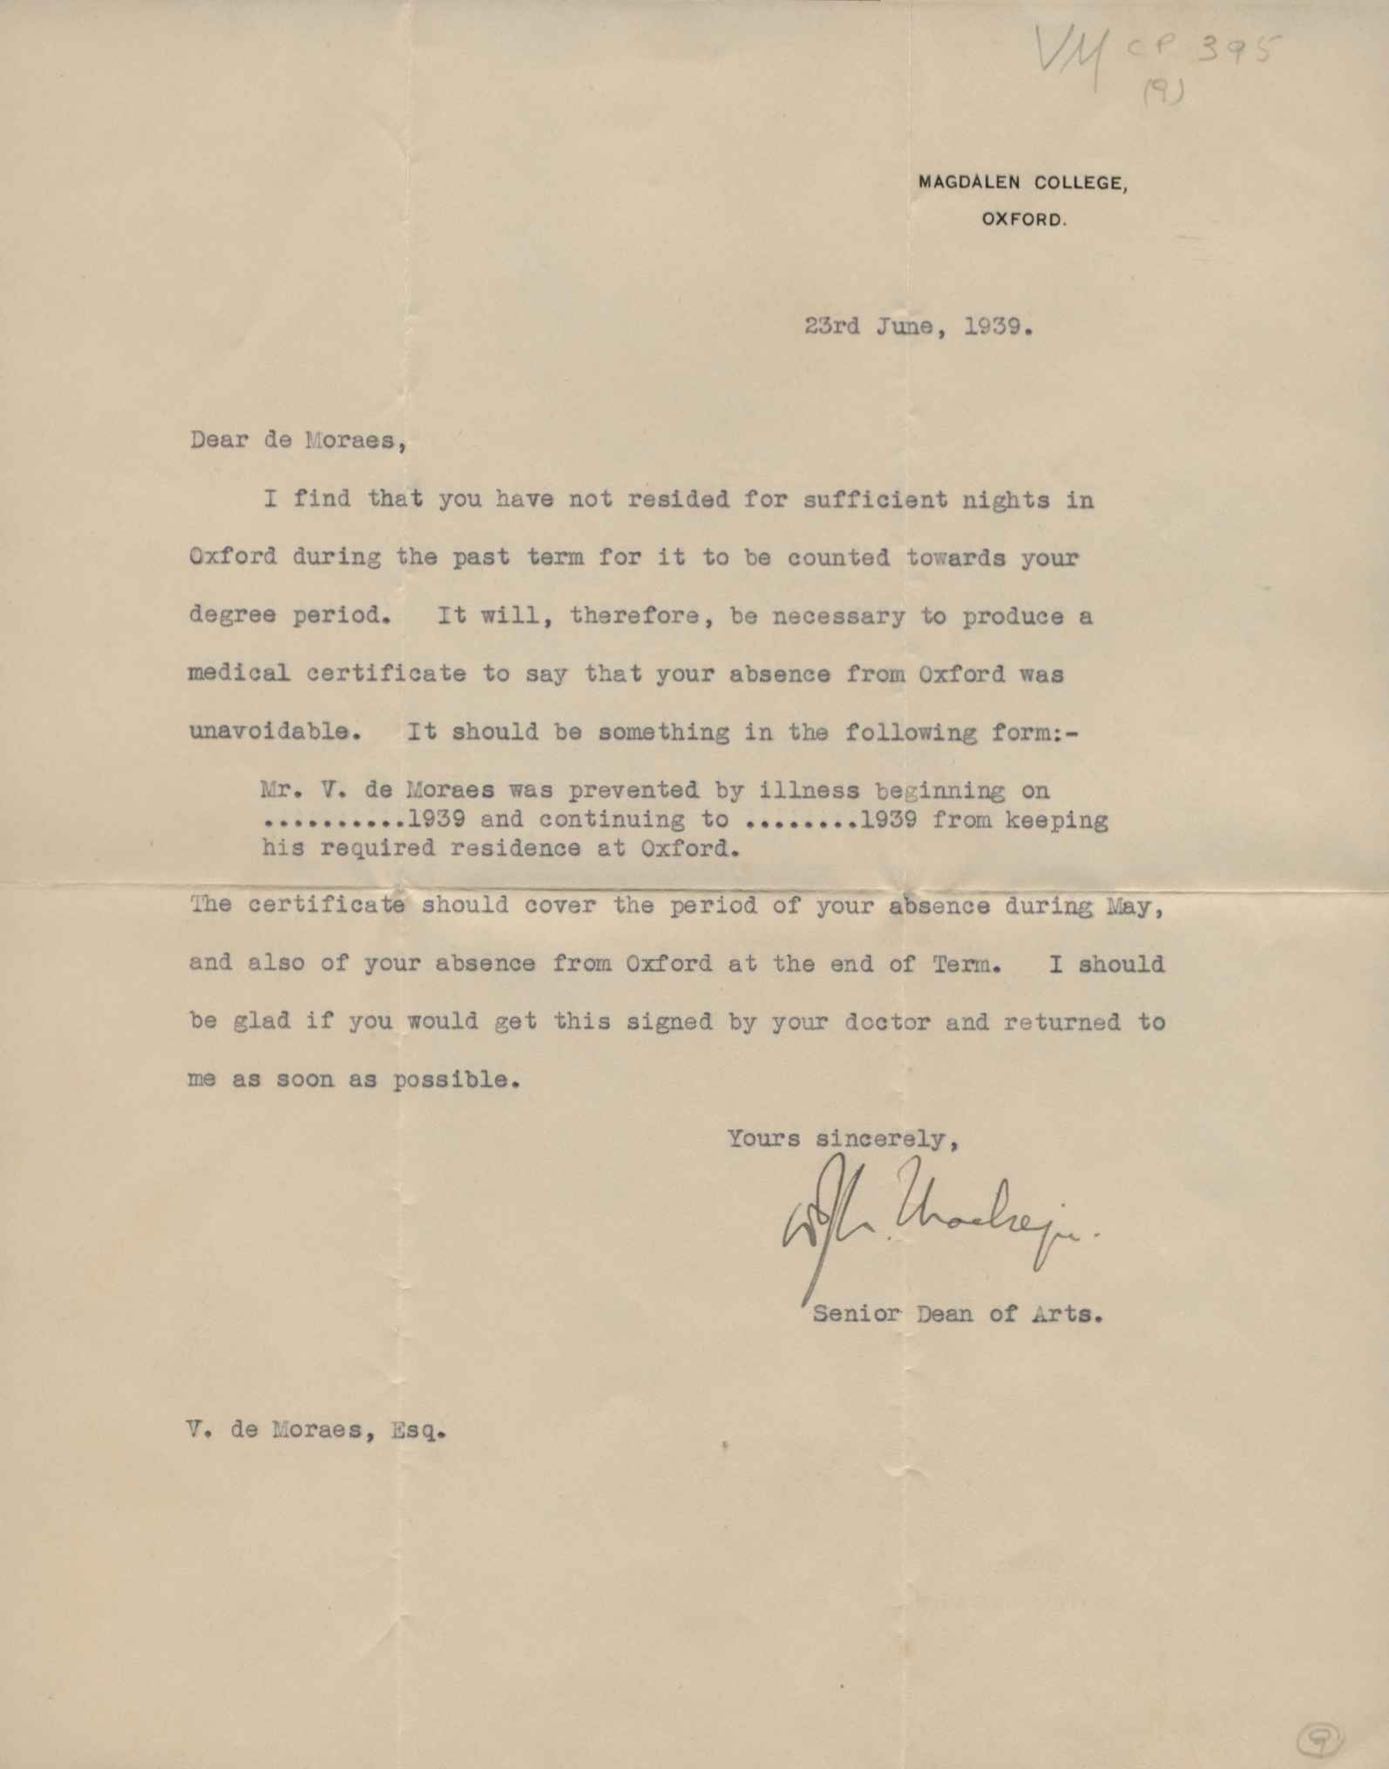 VM CP 395
(9)
MAGDALEN COLLEGE,
OXFORD.
23rd June, 1939.
Dear de Moraes,
I find that you have not resided for sufficient nights in
Oxford during the past term for it to be counted towards your
degree period. It will, therefore, be necessary to produce a
medical certificate to say that your absence from Oxford was
unavoidable. It should be something in the following form:-
Mr. V. de Moraes was prevented by illness beginning on
..........1939 and continuing to ........1939 from keeping
his required residence at Oxford.
The certificate should cover the period of your absence during May,
and also of your absence from Oxford at the end of Term. I should
be glad if you would get this signed by your doctor and returned to
me as soon as possible.
Yours sincerely,
Senior Dean of Arts.
V. de Moraes, Esq.
9